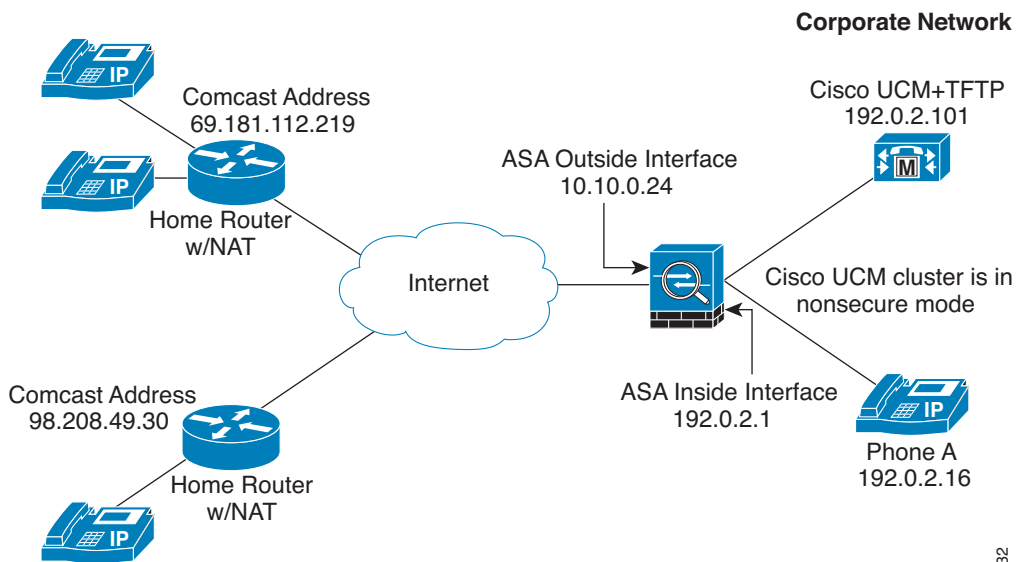 Corporate Network
IP
Comcast Address
69.181.112.219
IP
Home Router
w/NAT
Cisco UCM+TFTP
192.0.2.101
M
ASA Outside Interface
10.10.0.24
Internet
Cisco UCM cluster is in
nonsecure mode
ASA Inside Interface
192.0.2.1
IP
Phone A
192.0.2.16
Comcast Address
98.208.49.30
Home Router
w/NAT
IP